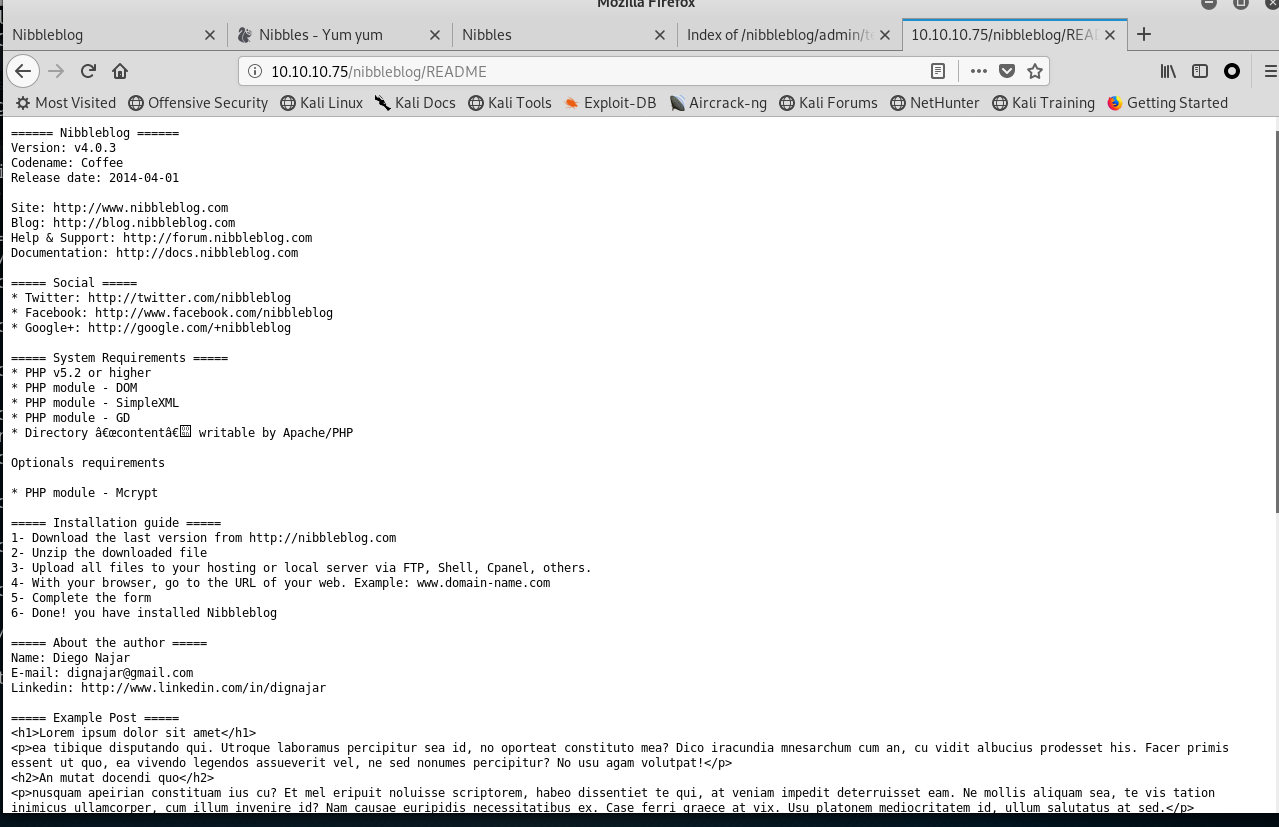 Mozilla Firefox
Nibbleblog
Nibbles - Yum yum
Nibbles
Index of /nibbleblog/admin/te
10.10.10.75/nibbleblog/REA
10.10.10.75/nibbleblog/README
Most Visited
Offensive Security
Kali Linux
Kali Docs
Kali Tools
Exploit-DB
Aircrack-ng
Kali Forums
NetHunter
Kali Training
Getting Started
====== Nibbleblog ======
Version: v4.0.3
Codename: Coffee
Release date: 2014-04-01
Site: http://www.nibbleblog.com
Blog: http://blog.nibbleblog.com
Help & Support: http://forum.nibbleblog.com
Documentation: http://docs.nibbleblog.com
===== Social =====
* Twitter: http://twitter.com/nibbleblog
* Facebook: http://www.facebook.com/nibbleblog
* Google+: http://google.com/+nibbleblog
===== System Requirements =====
* PHP v5.2 or higher
* PHP module - DOM
* PHP module - SimpleXML
* PHP module - GD
* Directory â€œcontentâ€ writable by Apache/PHP
Optionals requirements
* PHP module - Mcrypt
===== Installation guide =====
1- Download the last version from http://nibbleblog.com
2- Unzip the downloaded file
3- Upload all files to your hosting or local server via FTP, Shell, Cpanel, others.
4- With your browser, go to the URL of your web. Example: www.domain-name.com
5- Complete the form
6- Done! you have installed Nibbleblog
===== About the author =====
Name: Diego Najar
E-mail: dignajar@gmail.com
Linkedin: http://www.linkedin.com/in/dignajar
===== Example Post =====
<h1>Lorem ipsum dolor sit amet</h1>
<p>ea tibique disputando qui. Utroque laboramus percipitur sea id, no oporteat constituto mea? Dico iracundia mnesarchum cum an, cu vidit albucius prodesset his. Facer primis
essent ut quo, ea vivendo legendos assueverit vel, ne sed nonumes percipitur? No usu agam volutpat!</p>
<h2>An mutat docendi quo</h2>
<p>nusquam apeirian constituam ius cu? Et mel eripuit noluisse scriptorem, habeo dissentiet te qui, at veniam impedit deterruisset eam. Ne mollis aliquam sea, te vis tation
inimicus ullamcorper, cum illum invenire id? Nam causae euripidis necessitatibus ex. Case ferri graece at vix. Usu platonem mediocritatem id, ullum salutatus at sed.</p>